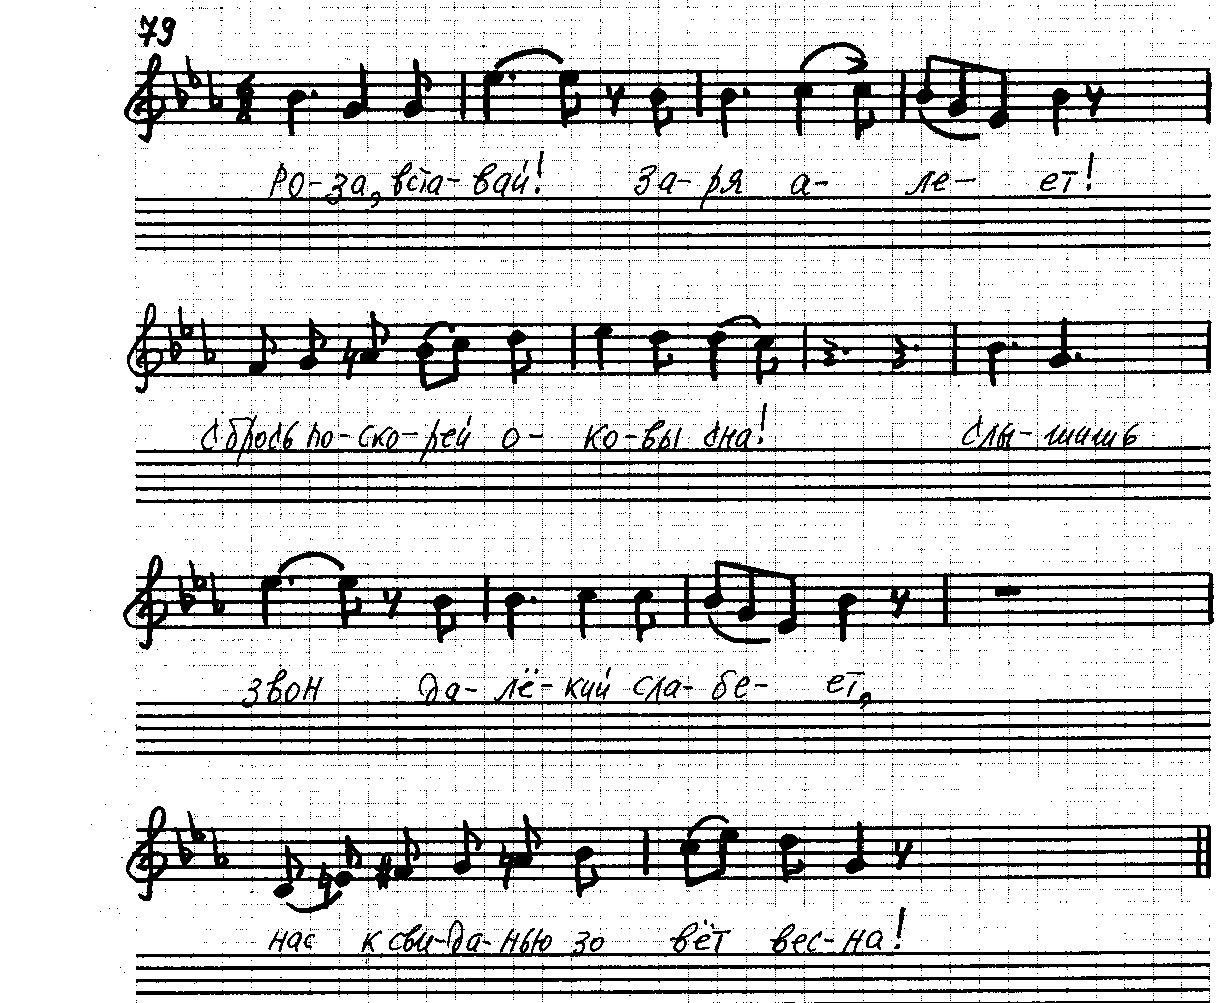 79
Ро-за, вста-вай! За-ря а- ле- ет!
Сбрось по-ско-рей о- ко-вы сна! Слы-шишь
звон да-лё-кий сла-бе- ет,
нас к сви-да-нью зо вёт вес-на!